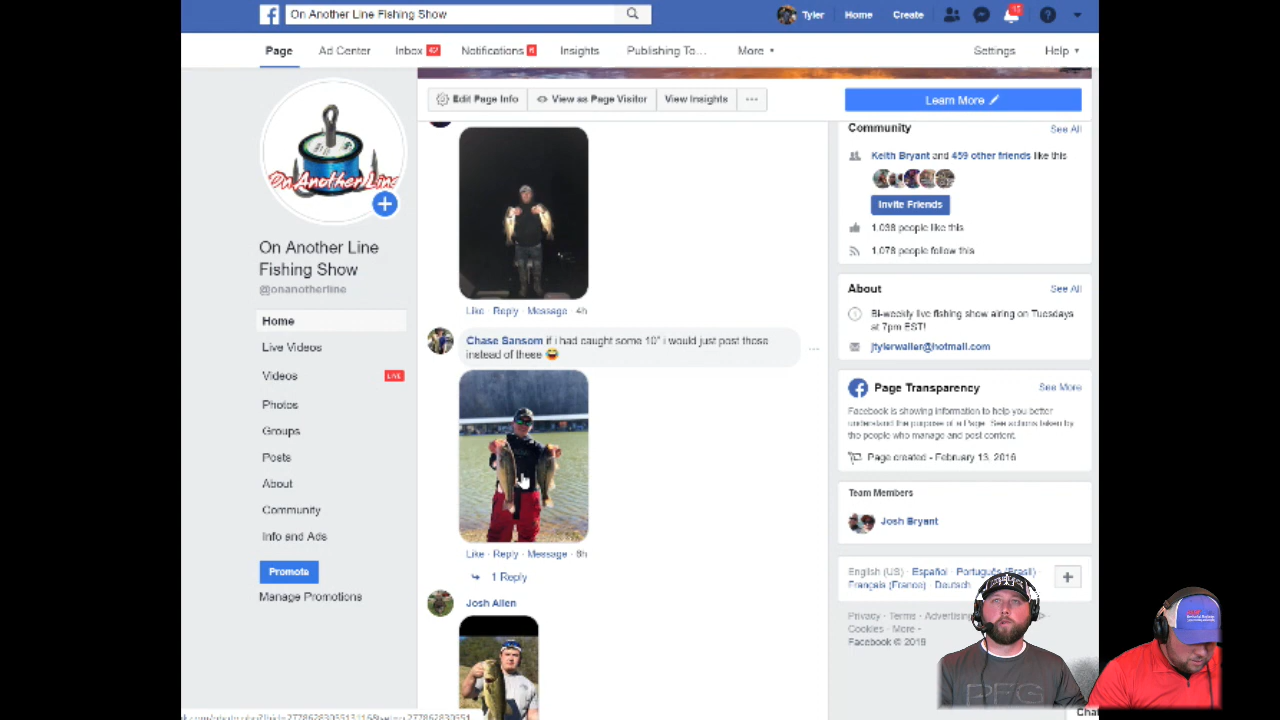 On Another Line Fishing Show
Tyler
Home
Create
15
Page
Ad Center
Inbox 42
Notifications 6
Insights
Publishing To...
More
Settings
Help
Edit Page Info
View as Page Visitor
View Insights
...
Learn More
On Another Line
On Another Line
Fishing Show
@onanotherline
Home
Live Videos
Videos
LIVE
Photos
Groups
Posts
About
Community
Info and Ads
Promote
Manage Promotions
Like · Reply · Message · 4h
Chase Sansom if i had caught some 10" i would just post those
instead of these
Like · Reply · Message · 8h
1 Reply
Josh Allen
Community
See All
Keith Bryant and 459 other friends like this
Invite Friends
1,038 people like this
1,078 people follow this
About
See All
Bi-weekly live fishing show airing on Tuesdays
at 7pm EST!
jtylerwaller@hotmail.com
Page Transparency
See More
Facebook is showing information to help you better
understand the purpose of a Page. See actions taken by
the people who manage and post content.
Page created - February 13, 2016
Team Members
Josh Bryant
English (US) · Español · Português (Brasil) ·
Français (France) · Deutsch
Privacy · Terms · Advertising
Cookies · More
Facebook © 2019